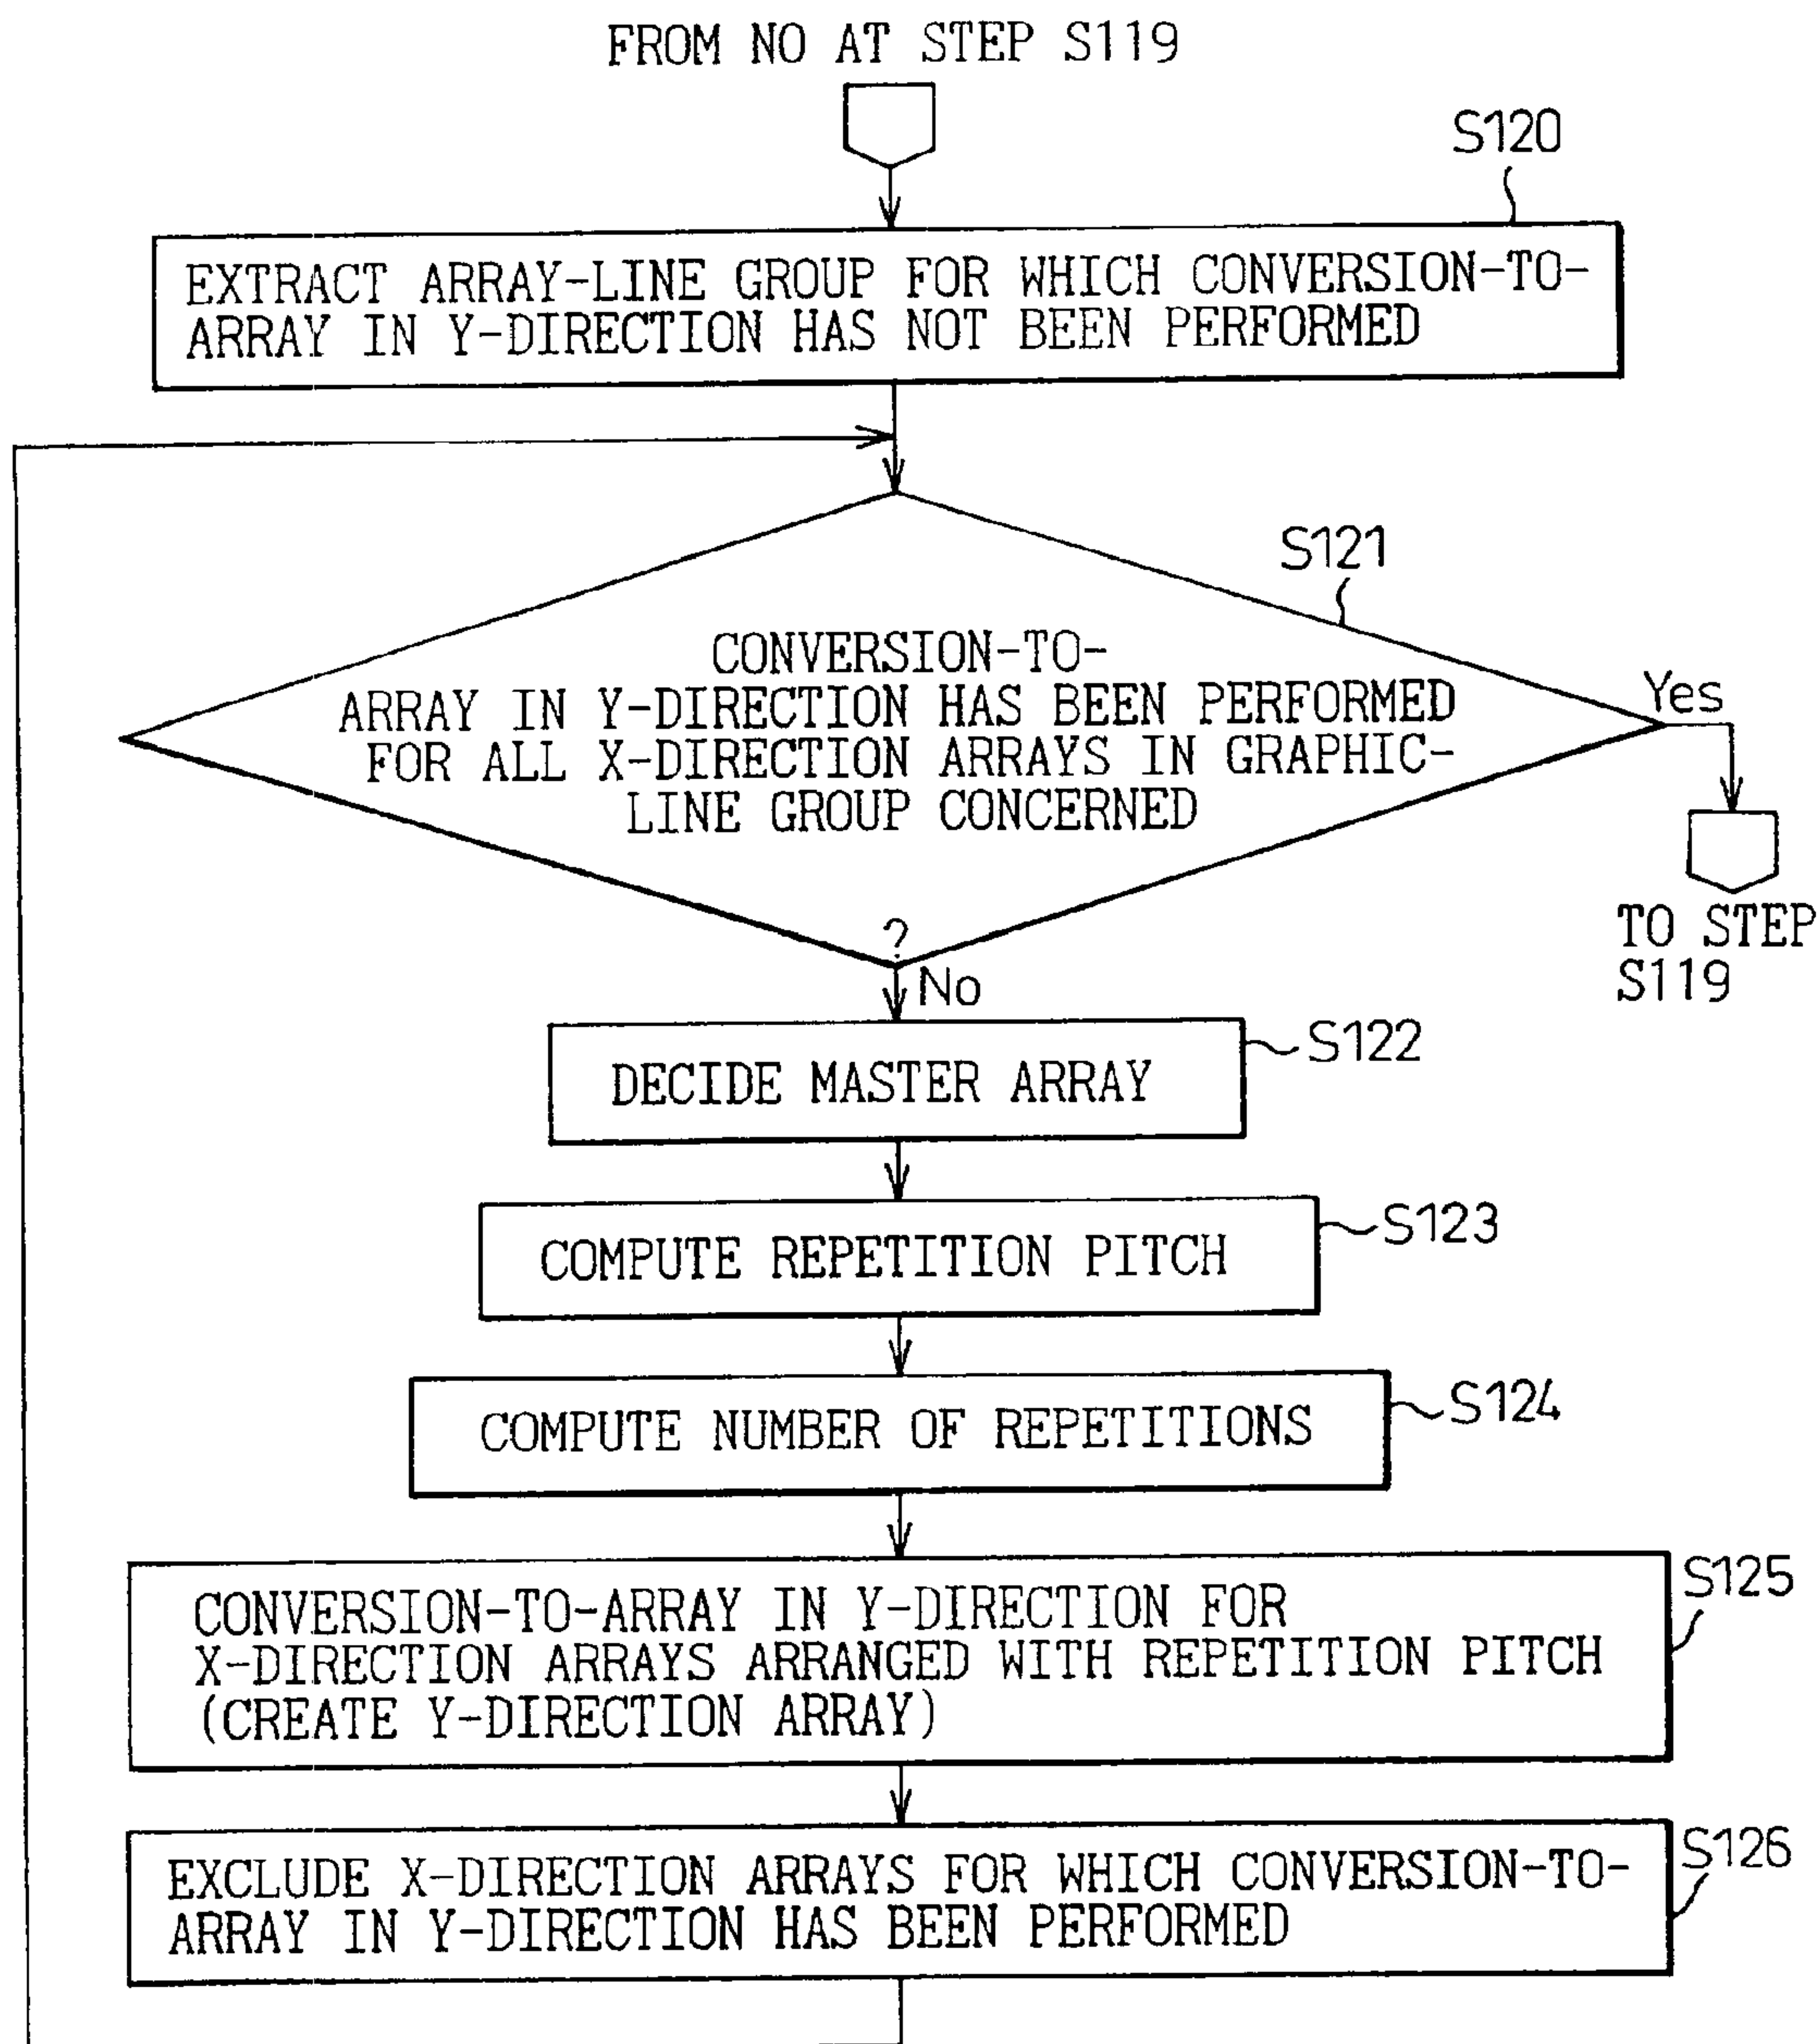 FROM NO AT STEP S119
S120
EXTRACT ARRAY-LINE GROUP FOR WHICH CONVERSION-TO-
ARRAY IN Y-DIRECTION HAS NOT BEEN PERFORMED
S121
CONVERSION-TO-
ARRAY IN Y-DIRECTION HAS BEEN PERFORMED
FOR ALL X-DIRECTION ARRAYS IN GRAPHIC-
LINE GROUP CONCERNED
?
Yes
TO STEP
S119
No
S122
DECIDE MASTER ARRAY
S123
COMPUTE REPETITION PITCH
S124
COMPUTE NUMBER OF REPETITIONS
S125
CONVERSION-TO-ARRAY IN Y-DIRECTION FOR
X-DIRECTION ARRAYS ARRANGED WITH REPETITION PITCH
(CREATE Y-DIRECTION ARRAY)
S126
EXCLUDE X-DIRECTION ARRAYS FOR WHICH CONVERSION-TO-
ARRAY IN Y-DIRECTION HAS BEEN PERFORMED